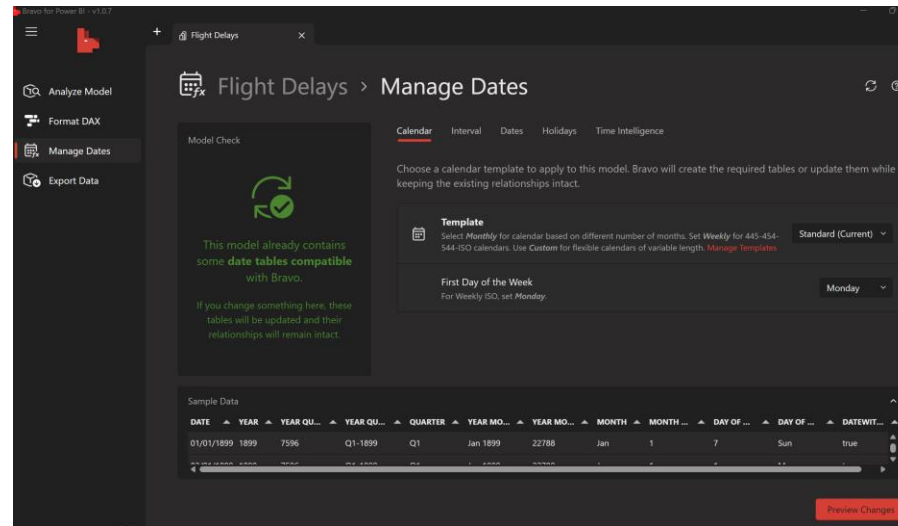 Bravo for Power BI - v1.0.7
Flight Delays
Analyze Model
Format DAX
Manage Dates
Export Data
Flight Delays > Manage Dates
Model Check
This model already contains
some date tables compatible
with Bravo.
If you change something here, these
tables will be updated and their
relationships will remain intact.
Calendar Interval Dates Holidays Time Intelligence
Choose a calendar template to apply to this model. Bravo will create the required tables or update them while
keeping the existing relationships intact.
Template
Select Monthly for calendar based on different number of months. Set Weekly for 445-454-
544-ISO calendars. Use Custom for flexible calendars of variable length. Manage Templates
Standard (Current)
First Day of the Week
For Weekly ISO, set Monday.
Monday
Sample Data
DATE YEAR YEAR QU... YEAR QU... QUARTER YEAR MO... YEAR MO... MONTH MONTH ... DAY OF ... DAY OF ... DATEWIT...
01/01/1899 1899 7596 Q1-1899 Q1 Jan 1899 22788 Jan 1 7 Sun true
Preview Changes